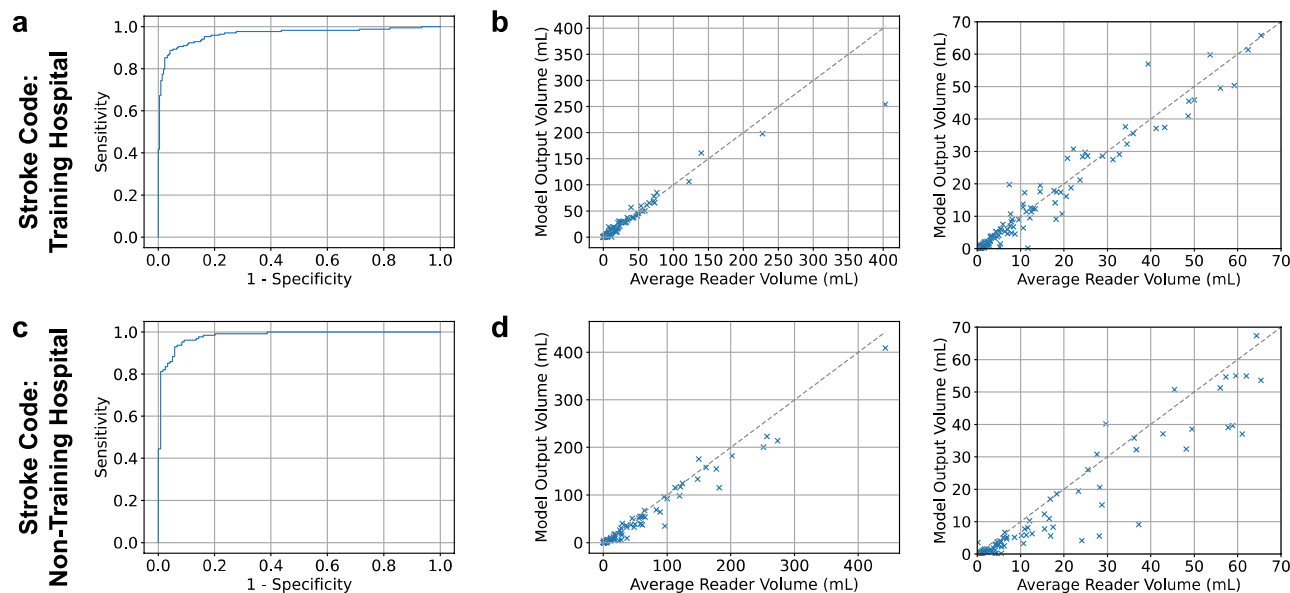 a
Stroke Code:
Training Hospital
Sensitivity
1.0
0.8
0.6
0.4
0.2
0.0
0.0 0.2 0.4 0.6 0.8 1.0
1 - Specificity
b
Model Output Volume (mL)
400
350
300
250
200
150
100
50
0
0 50 100 150 200 250 300 350 400
Average Reader Volume (mL)
Model Output Volume (mL)
70
60
50
40
30
20
10
0
0 10 20 30 40 50 60 70
Average Reader Volume (mL)
c
Stroke Code:
Non-Training Hospital
Sensitivity
1.0
0.8
0.6
0.4
0.2
0.0
0.0 0.2 0.4 0.6 0.8 1.0
1 - Specificity
d
Model Output Volume (mL)
400
300
200
100
0
0 100 200 300 400
Average Reader Volume (mL)
Model Output Volume (mL)
70
60
50
40
30
20
10
0
0 10 20 30 40 50 60 70
Average Reader Volume (mL)